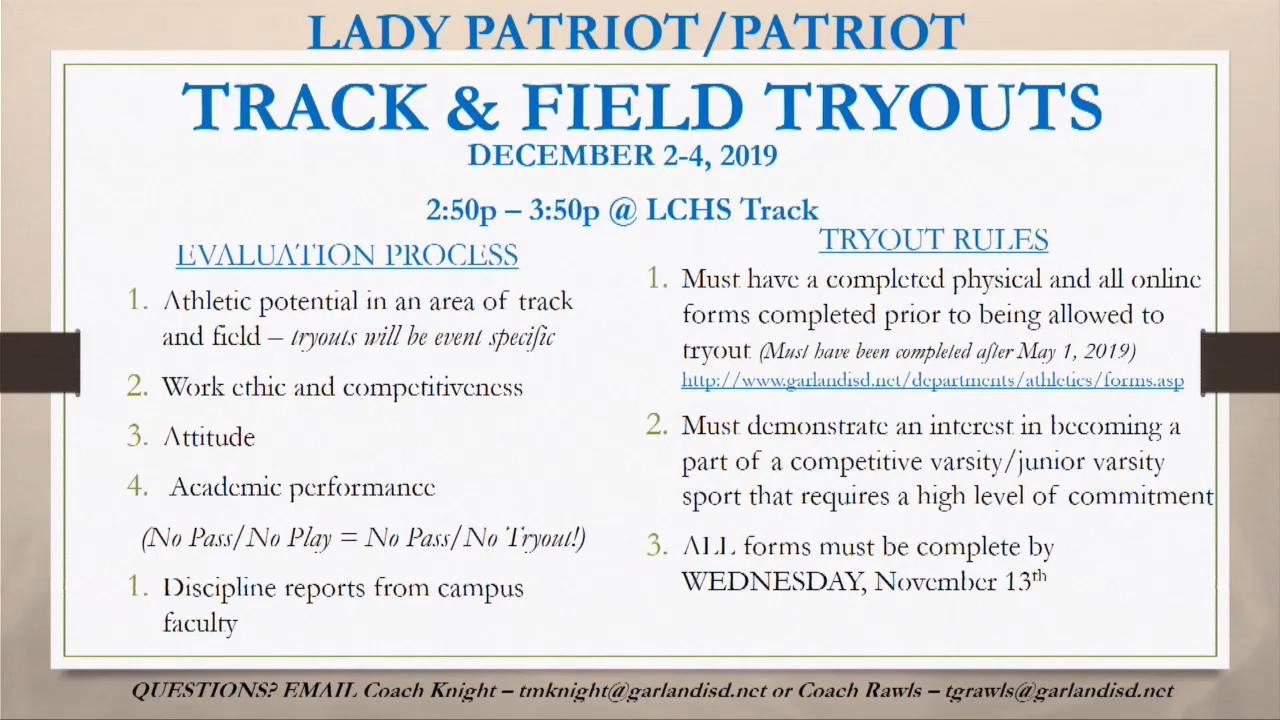 LADY PATRIOT/PATRIOT
TRACK & FIELD TRYOUTS
DECEMBER 2-4, 2019
2:50p – 3:50p @ LCHS Track
EVALUATION PROCESS
1. Athletic potential in an area of track
and field – tryouts will be event specific
2. Work ethic and competitiveness
3. Attitude
4. Academic performance
(No Pass/No Play = No Pass/No Tryout!)
1. Discipline reports from campus
faculty
TRYOUT RULES
1. Must have a completed physical and all online
forms completed prior to being allowed to
tryout (Must have been completed after May 1, 2019)
http://www.garlandisd.net/departments/athletics/forms.asp
2. Must demonstrate an interest in becoming a
part of a competitive varsity/junior varsity
sport that requires a high level of commitment
3. ALL forms must be complete by
WEDNESDAY, November 13th
QUESTIONS? EMAIL Coach Knight – tmknight@garlandisd.net or Coach Rawls – tgrawls@garlandisd.net